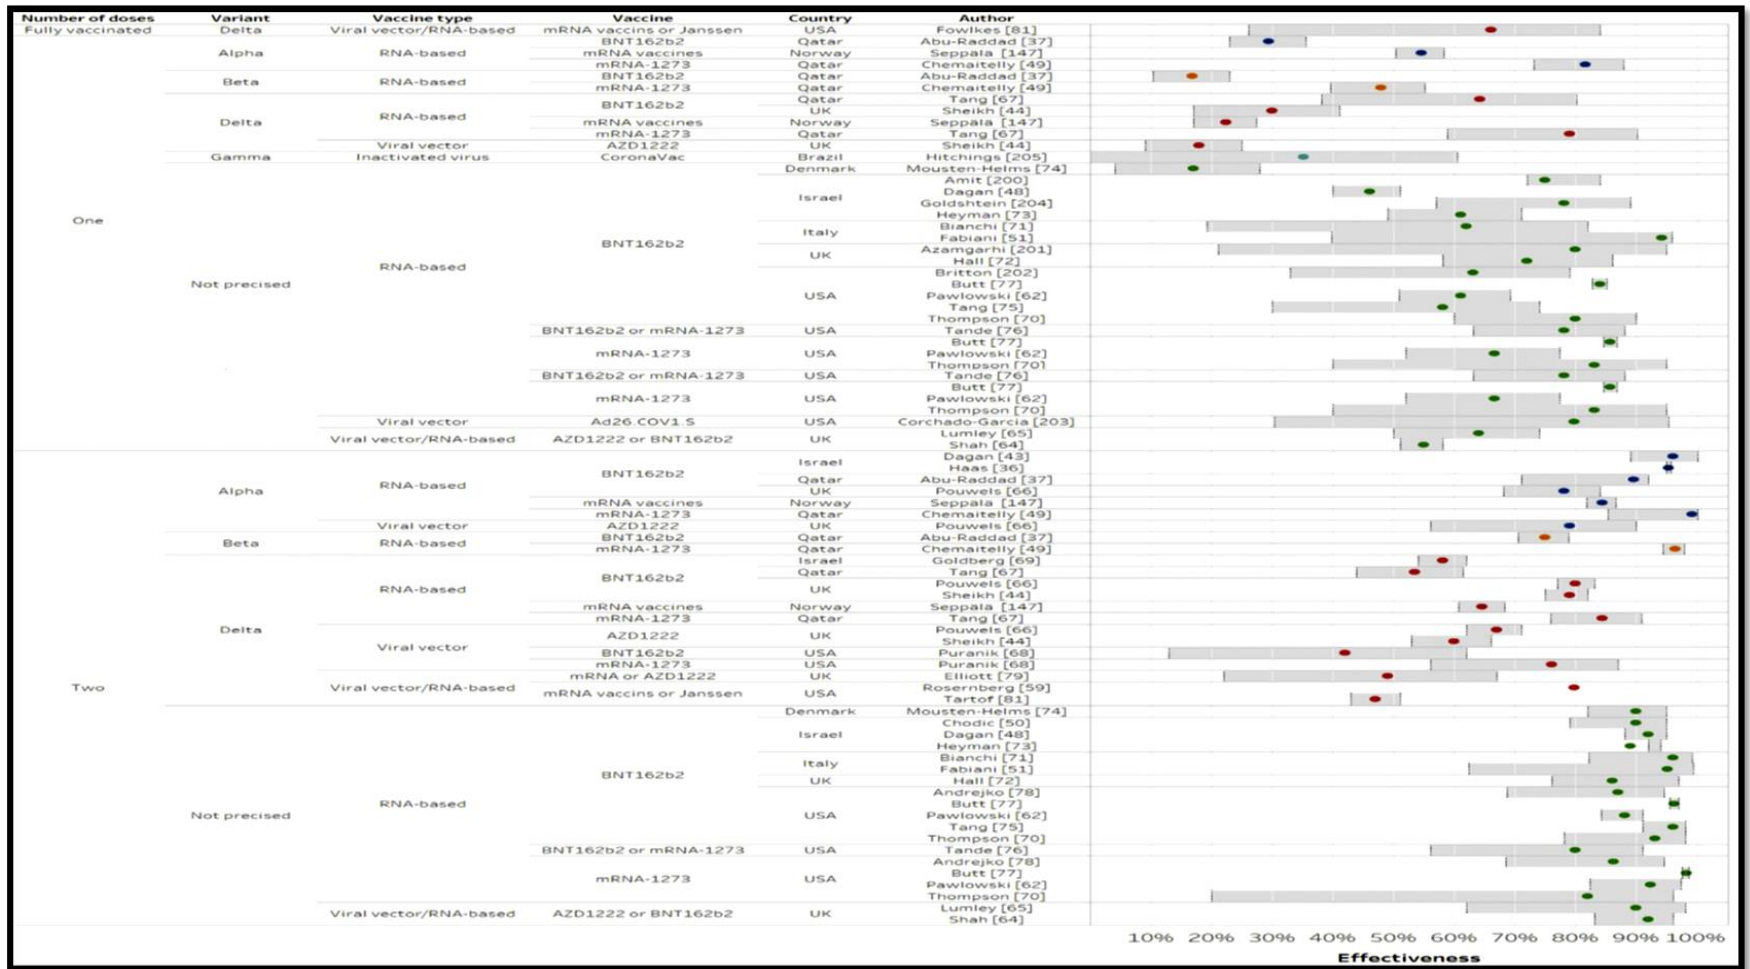 Number of doses Variant Vaccine type Vaccine Country Author
Fully vaccinated Delta Viral vector/RNA-based mRNA vaccins or Janssen USA Fowlkes [81]
BNT162b2 Qatar Abu-Raddad [37]
Alpha RNA-based mRNA vaccines Norway Seppälä [147]
mRNA-1273 Qatar Chemaitelly [49]
Beta RNA-based BNT162b2 Qatar Abu-Raddad [37]
mRNA-1273 Qatar Chemaitelly [49]
BNT162b2 Qatar Tang [67]
UK Sheikh [44]
Delta RNA-based mRNA vaccines Norway Seppälä [147]
mRNA-1273 Qatar Tang [67]
Viral vector AZD1222 UK Sheikh [44]
Gamma Inactivated virus CoronaVac Brazil Hitchings [205]
Denmark Mousten-Helms [74]
Amit [200]
Israel Dagan [48]
Goldshtein [204]
One Heyman [73]
Italy Bianchi [71]
BNT162b2 Fabiani [51]
UK Azamgarhi [201]
RNA-based Hall [72]
Britton [202]
Not precised Butt [77]
USA Pawlowski [62]
Tang [75]
Thompson [70]
BNT162b2 or mRNA-1273 USA Tande [76]
Butt [77]
mRNA-1273 USA Pawlowski [62]
Thompson [70]
BNT162b2 or mRNA-1273 USA Tande [76]
Butt [77]
mRNA-1273 USA Pawlowski [62]
Thompson [70]
Viral vector Ad26.COV1.S USA Corchado-Garcia [203]
Viral vector/RNA-based AZD1222 or BNT162b2 UK Lumley [65]
Shah [64]
Israel Dagan [43]
BNT162b2 Haas [36]
Alpha RNA-based Qatar Abu-Raddad [37]
UK Pouwels [66]
mRNA vaccines Norway Seppälä [147]
mRNA-1273 Qatar Chemaitelly [49]
Viral vector AZD1222 UK Pouwels [66]
Beta RNA-based BNT162b2 Qatar Abu-Raddad [37]
mRNA-1273 Qatar Chemaitelly [49]
Israel Goldberg [69]
BNT162b2 Qatar Tang [67]
RNA-based UK Pouwels [66]
Sheikh [44]
mRNA vaccines Norway Seppälä [147]
mRNA-1273 Qatar Tang [67]
Delta AZD1222 UK Pouwels [66]
Viral vector Sheikh [44]
BNT162b2 USA Puranik [68]
mRNA-1273 USA Puranik [68]
mRNA or AZD1222 UK Elliott [79]
Two Viral vector/RNA-based mRNA vaccins or Janssen USA Rosernberg [59]
Tartof [81]
Denmark Mousten-Helms [74]
Chodic [50]
Israel Dagan [48]
Heyman [73]
Italy Bianchi [71]
BNT162b2 Fabiani [51]
UK Hall [72]
Andrejko [78]
RNA-based Butt [77]
Not precised USA Pawlowski [62]
Tang [75]
Thompson [70]
BNT162b2 or mRNA-1273 USA Tande [76]
Andrejko [78]
mRNA-1273 USA Butt [77]
Pawlowski [62]
Thompson [70]
Viral vector/RNA-based AZD1222 or BNT162b2 UK Lumley [65]
Shah [64]
10% 20% 30% 40% 50% 60% 70% 80% 90% 100%
Effectiveness